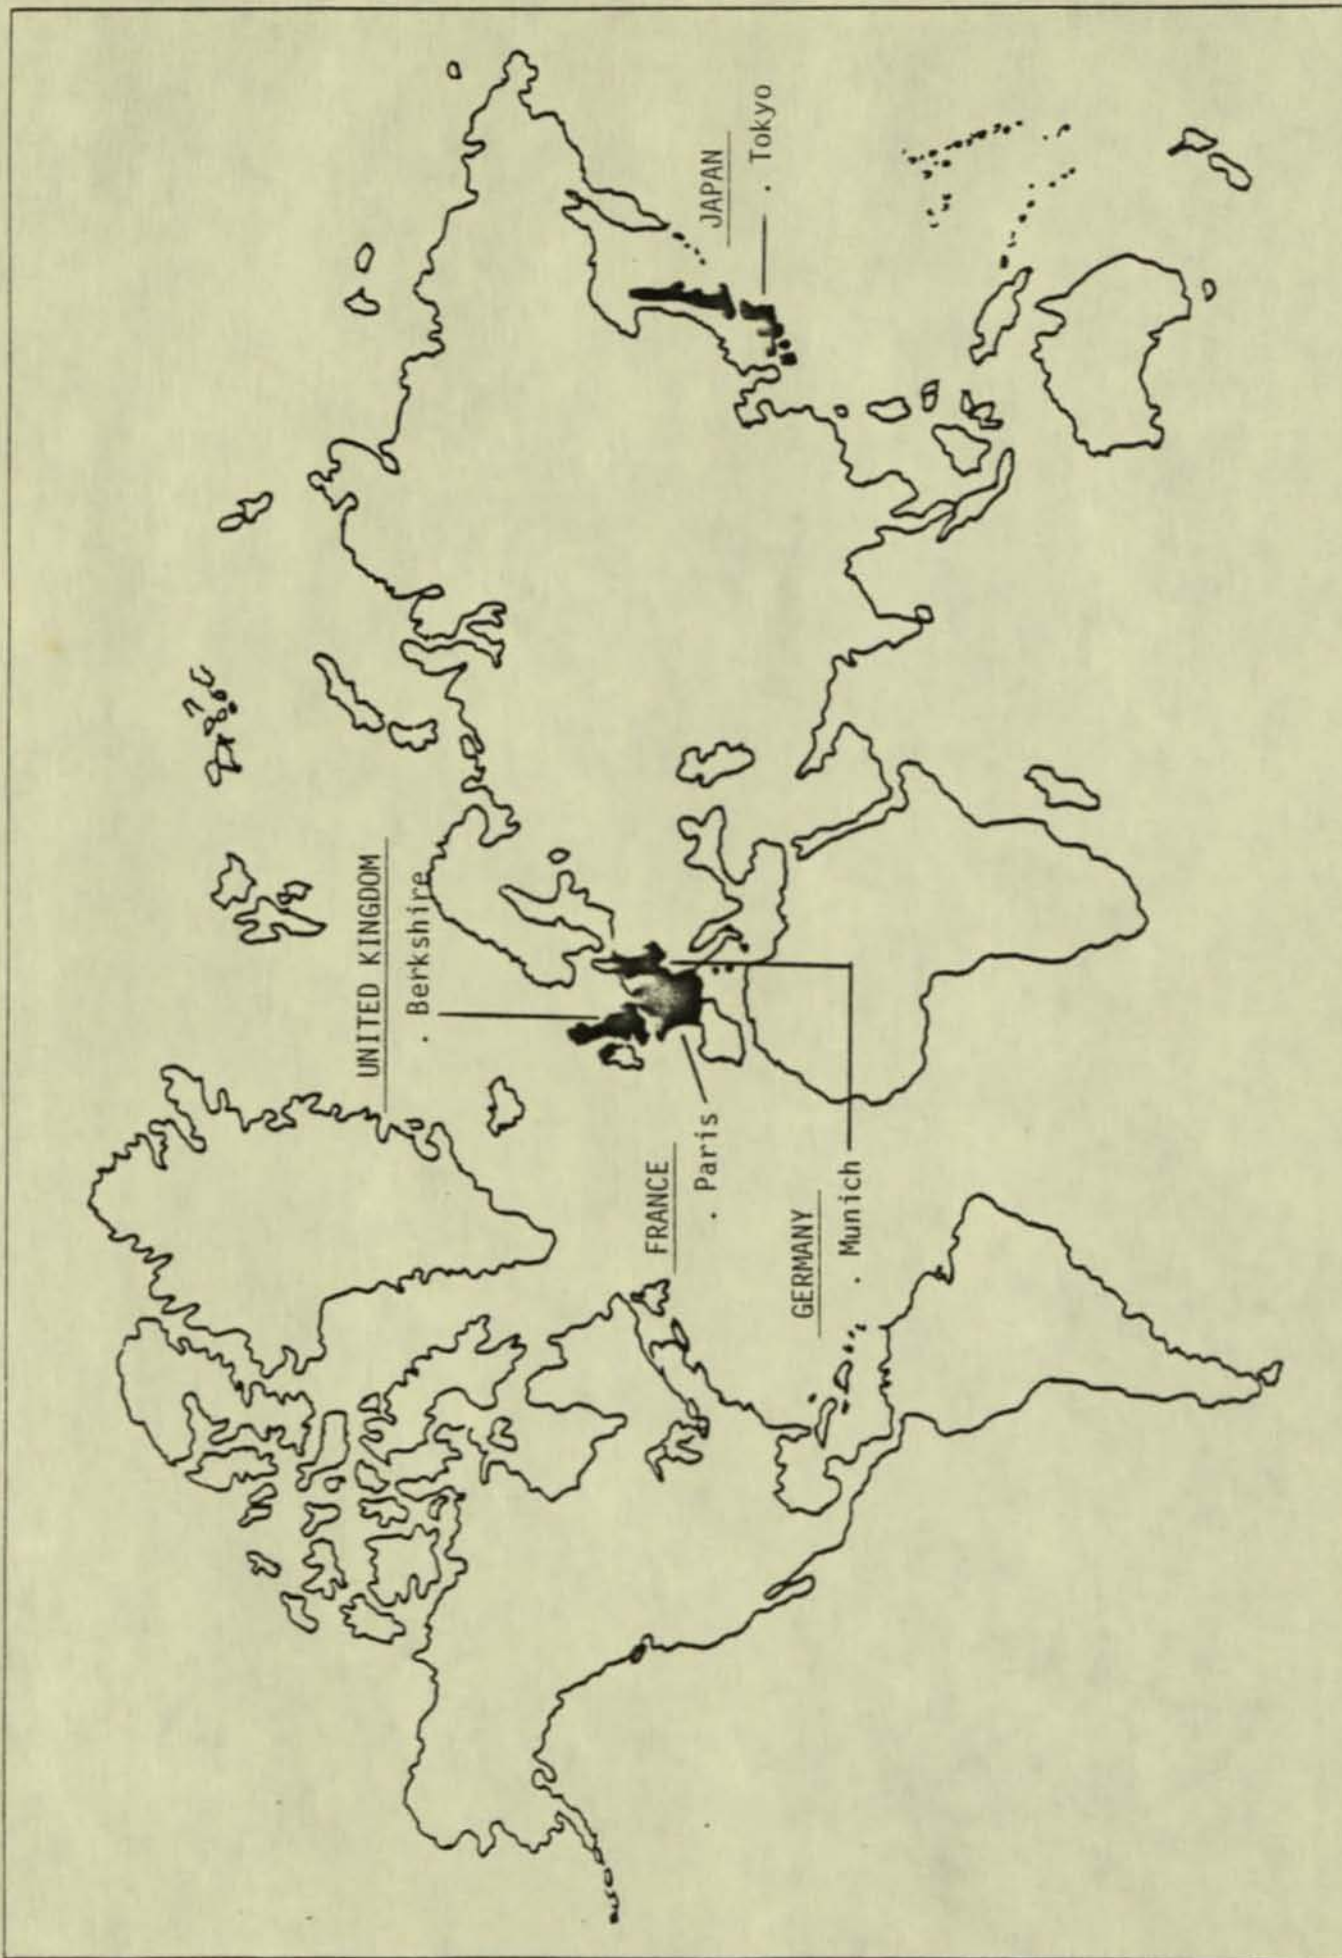 UNITED KINGDOM
. Berkshire
FRANCE
. Paris
GERMANY
. Munich
JAPAN
. Tokyo